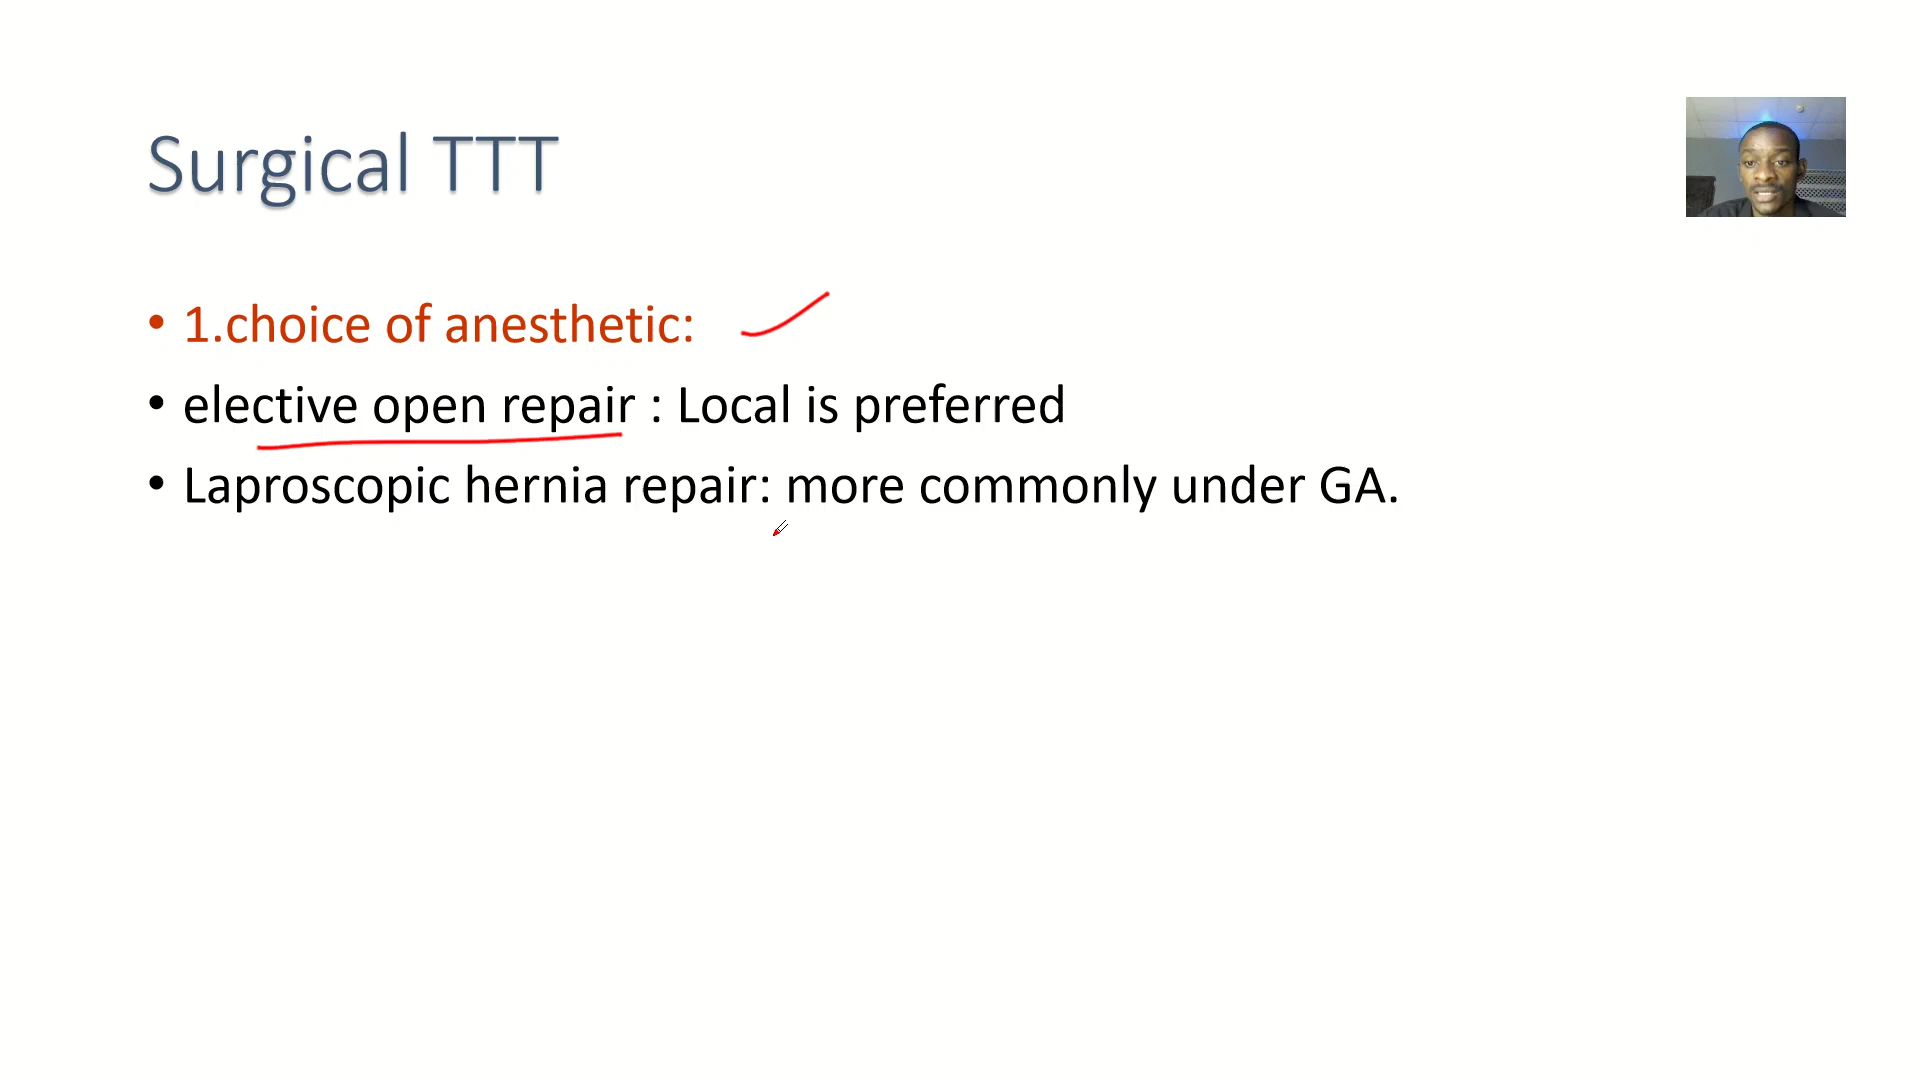 Surgical TTT
• 1.choice of anesthetic:
• elective open repair : Local is preferred
• Laproscopic hernia repair: more commonly under GA.